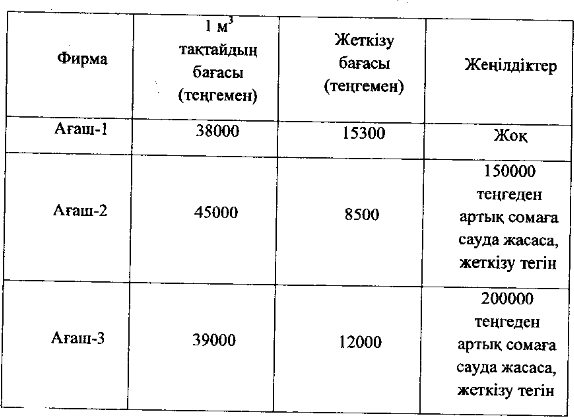 Фирма
1 м³
тақтайдың
бағасы
(теңгемен)
Жеткізу
бағасы
(теңгемен)
Жеңілдіктер
Ағаш-1
38000
15300
Жоқ
Ағаш-2
45000
8500
150000
теңгеден
артық сомаға
сауда жасаса,
жеткізу тегін
Ағаш-3
39000
12000
200000
теңгеден
артық сомаға
сауда жасаса,
жеткізу тегін